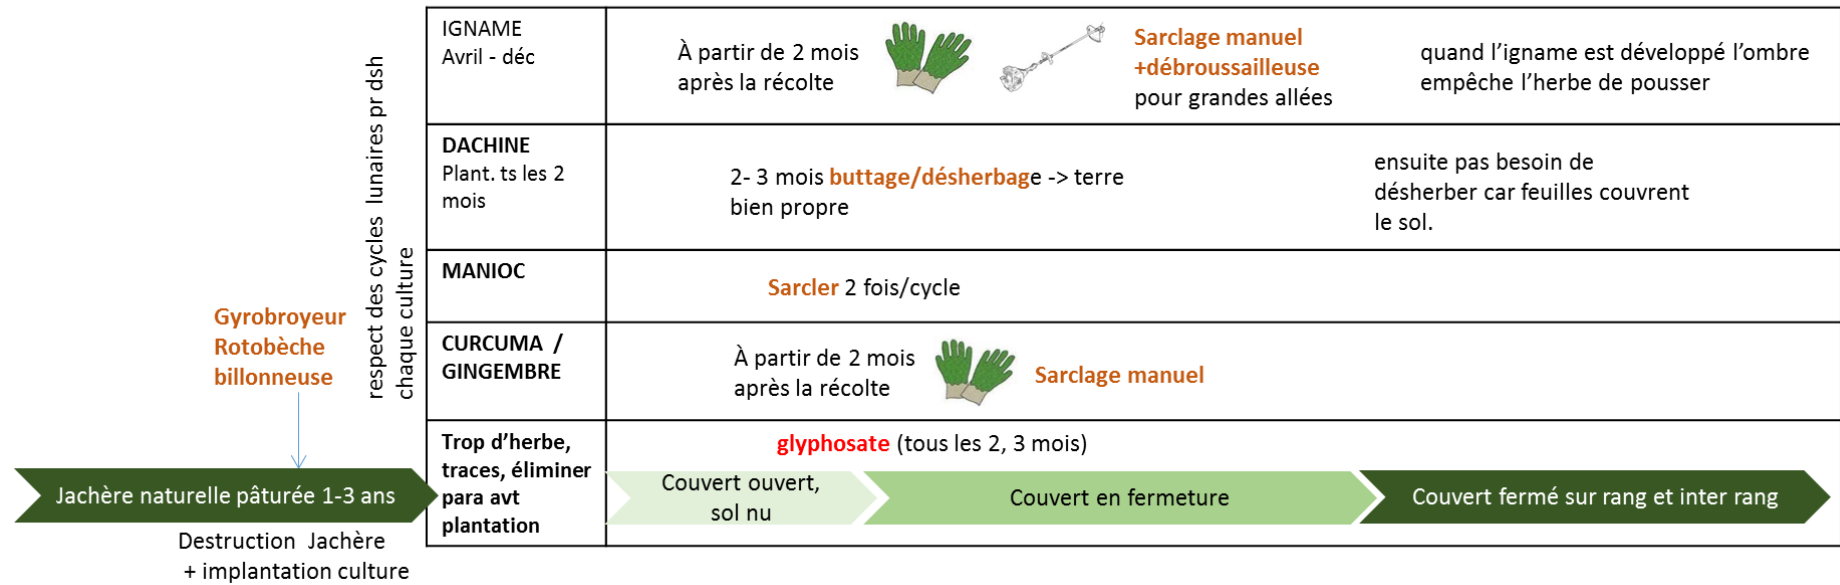 IGNAME
Avril - déc
À partir de 2 mois
après la récolte
Sarclage manuel
+débroussailleuse
pour grandes allées
quand l’igname est développé l’ombre
empêche l’herbe de pousser
DACHINE
Plant. ts les 2
mois
2- 3 mois buttage/désherbage -> terre
bien propre
ensuite pas besoin de
désherber car feuilles couvrent
le sol.
MANIOC
Sarcler 2 fois/cycle
CURCUMA /
GINGEMBRE
À partir de 2 mois
après la récolte
Sarclage manuel
Trop d’herbe,
traces, éliminer
para avt
plantation
glyphosate (tous les 2, 3 mois)
Couvert ouvert,
sol nu
Couvert en fermeture
Couvert fermé sur rang et inter rang
respect des cycles lunaires pr dsh
chaque culture
Gyrobroyeur
Rotobèche
billonneuse
Jachère naturelle pâturée 1-3 ans
Destruction Jachère
+ implantation culture